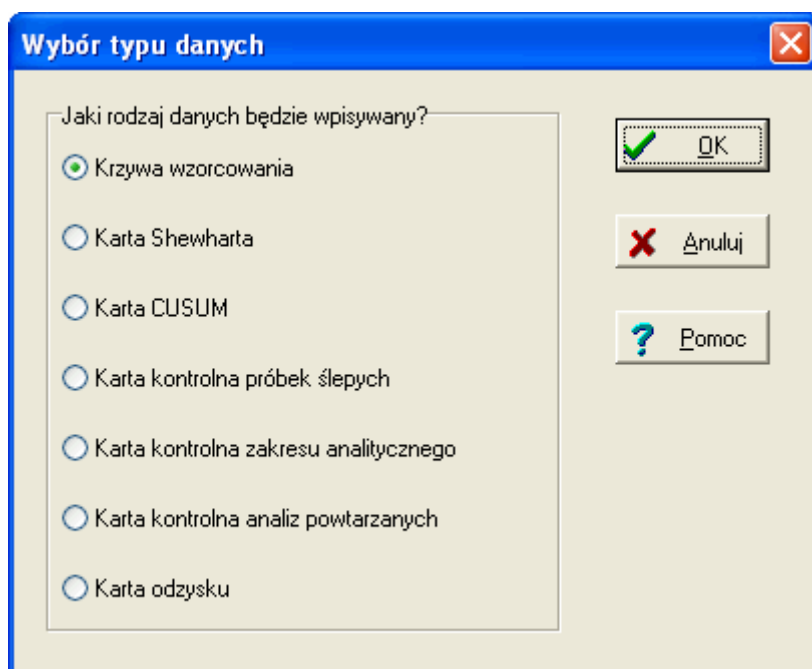 Wybór typu danych
Jaki rodzaj danych będzie wpisywany?
Krzywa wzorcowania
Karta Shewharta
Karta CUSUM
Karta kontrolna próbek ślepych
Karta kontrolna zakresu analitycznego
Karta kontrolna analiz powtarzanych
Karta odzysku
OK
Anuluj
Pomoc